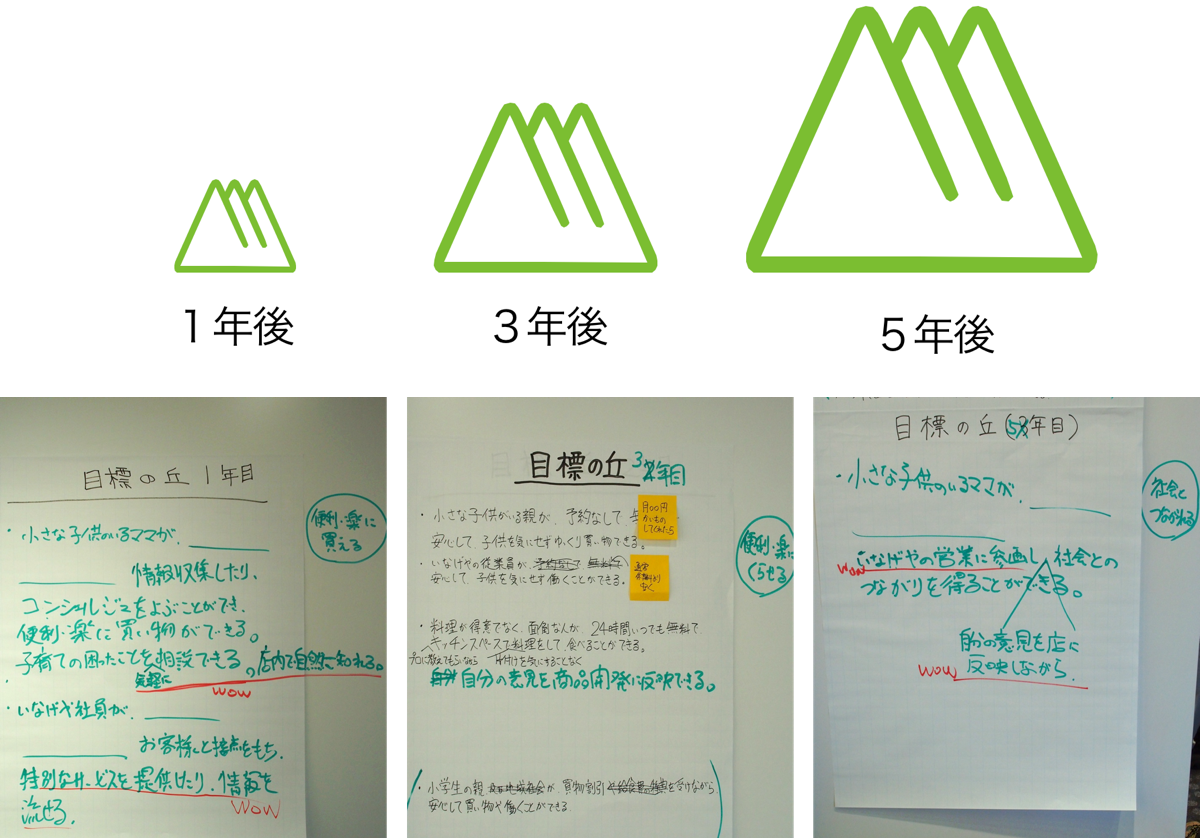 1年後
3年後
5年後
目標の丘 1年目
・小さな子供のいるママが、
情報収集したり、
コンシェルジュをよぶことができ、
便利・楽に買い物ができる。
子育ての困ったことを相談できる。店内で自然に知れる。
気軽に
wow
・いなげや社員が、
お客様と接点をもち、
特別なサービスを提供したり、情報を
wow
流せる。
便利・楽に
買える
目標の丘 3年目
・小さな子供がいる親が、予約なしで、
安心して、子供を気にせずゆっくり買い物できる。
・いなげやの従業員が、予約なしで 無料で
安心して、子供を気にせず働くことができる。
月〇〇円
かいもの
してくれたら
・料理が得意でなく、面倒な人が、24時間いつでも無料で、
キッチンスペースで料理をして、食べることができる。
プロに教えてもらいながら 片付けを気にすることなく
自分の意見を商品開発に反映できる。
・小学生の親が、買物割引を受けながら
安心して買い物や働くことができる。
便利・楽に
くらせる
目標の丘(5年目)
・小さな子供のいるママが、
いなげやの営業に参画し、社会との
wow
つながりを得ることができる。
自分の意見を店に
反映しながら、
wow
社会と
つながれる